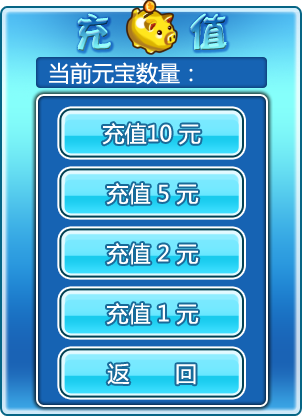 充 值
当前元宝数量：
充值10 元
充值 5 元
充值 2 元
充值 1 元
返 回